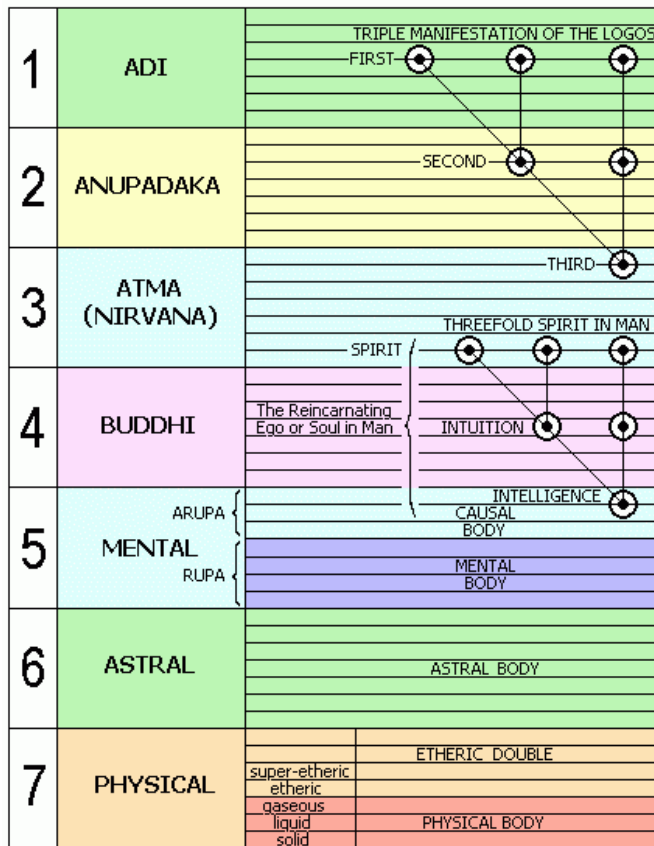 TRIPLE MANIFESTATION OF THE LOGOS
1
ADI
FIRST
2
ANUPADAKA
SECOND
3
ATMA
(NIRVANA)
THIRD
THREEFOLD SPIRIT IN MAN
SPIRIT
4
BUDDHI
The Reincarnating
Ego or Soul in Man
INTUITION
5
MENTAL
ARUPA
RUPA
INTELLIGENCE
CAUSAL
BODY
MENTAL
BODY
6
ASTRAL
ASTRAL BODY
7
PHYSICAL
ETHERIC DOUBLE
super-etheric
etheric
gaseous
liquid
solid
PHYSICAL BODY